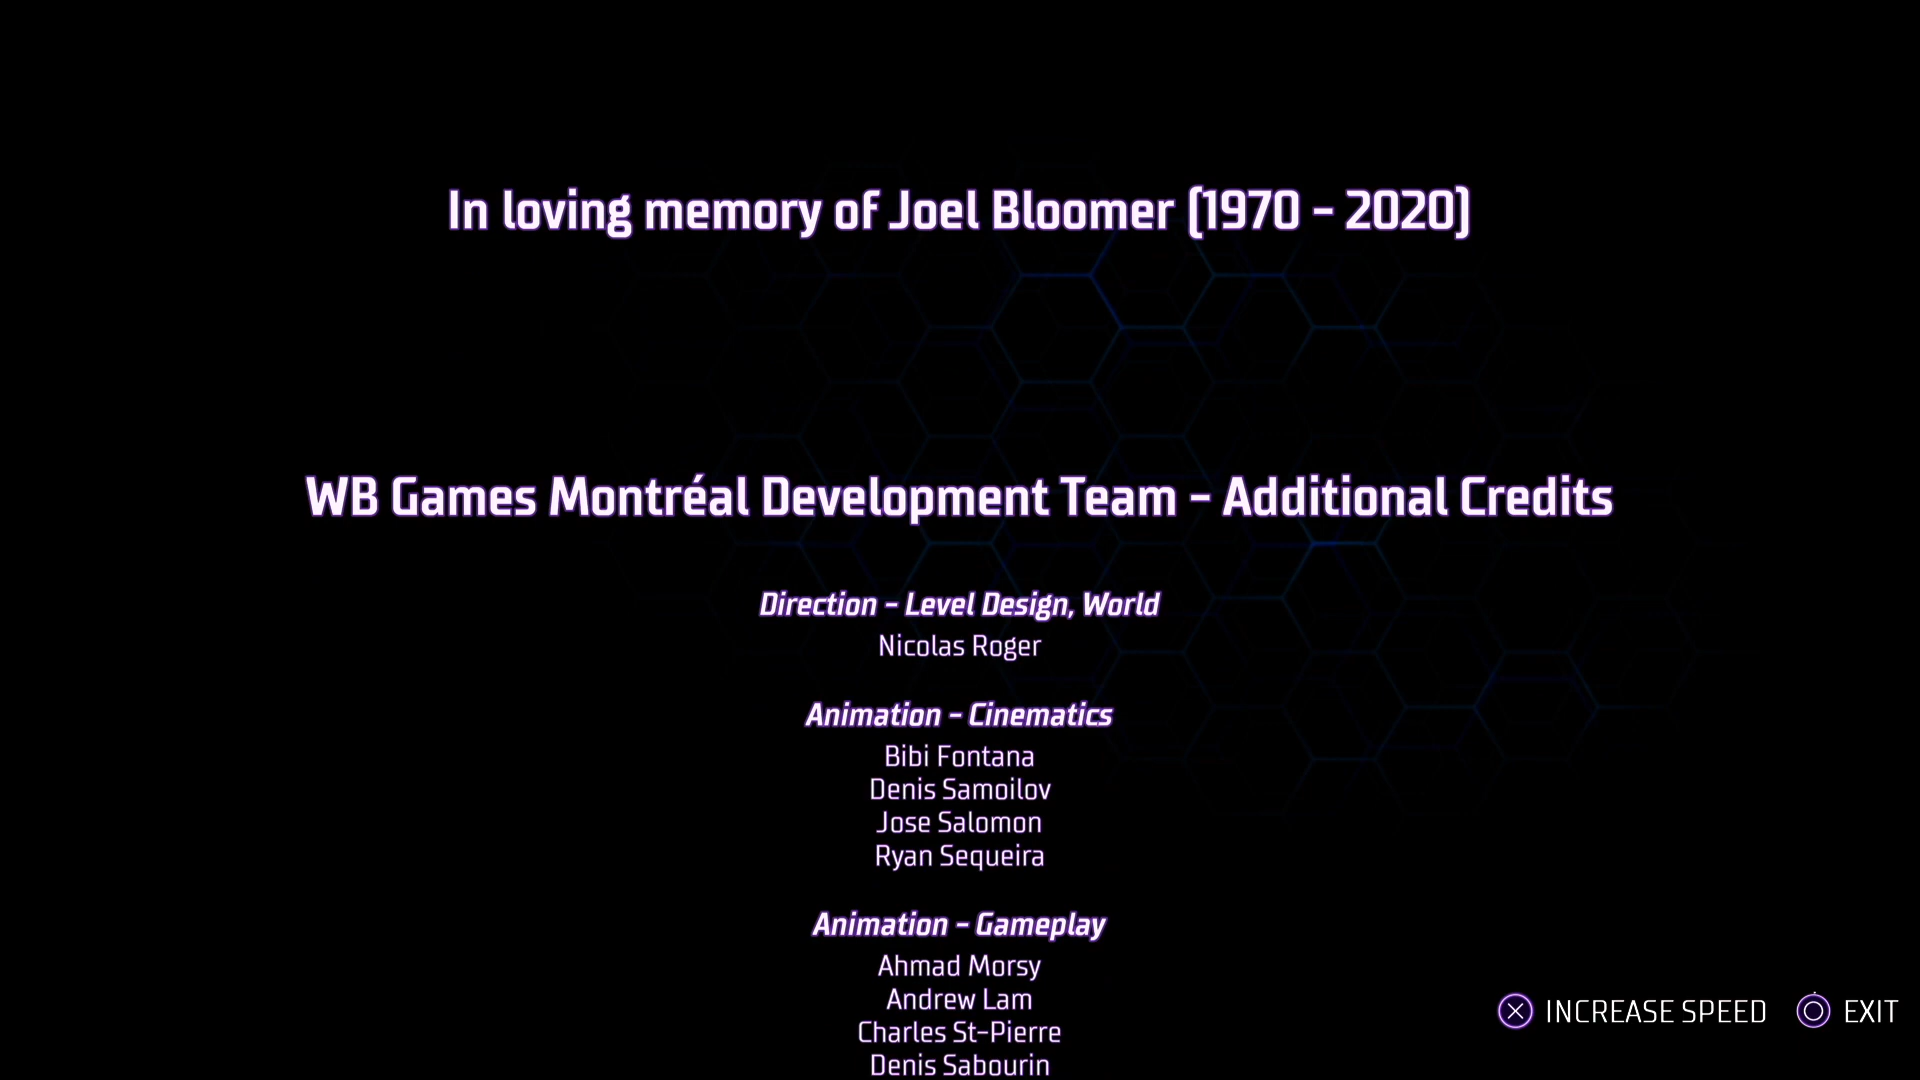 In loving memory of Joel Bloomer (1970 - 2020)
WB Games Montréal Development Team - Additional Credits
Direction - Level Design, World
Nicolas Roger
Animation - Cinematics
Bibi Fontana
Denis Samoilov
Jose Salomon
Ryan Sequeira
Animation - Gameplay
Ahmad Morsy
Andrew Lam
Charles St-Pierre
Denis Sabourin
INCREASE SPEED
EXIT